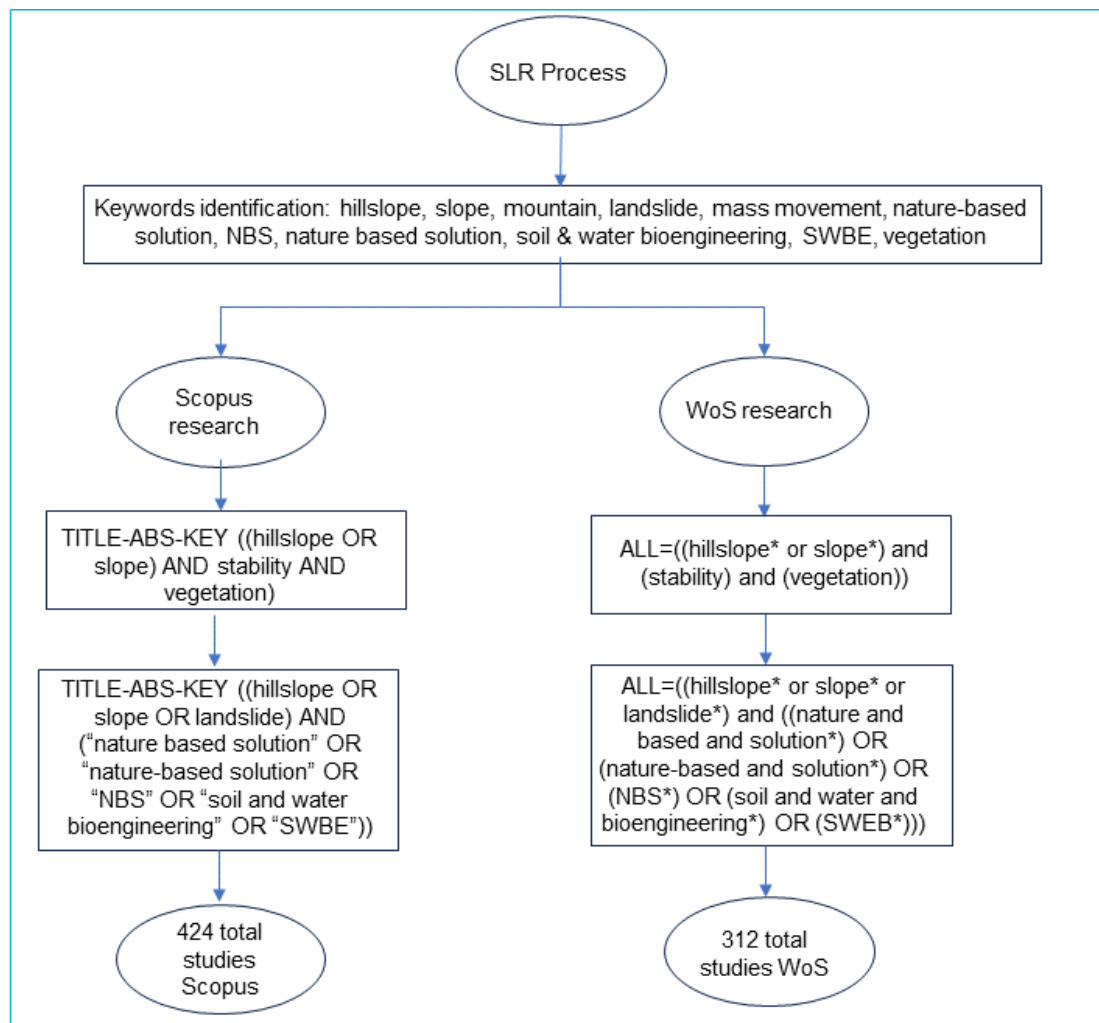 SLR Process
Keywords identification: hillslope, slope, mountain, landslide, mass movement, nature-based
solution, NBS, nature based solution, soil & water bioengineering, SWBE, vegetation
Scopus
research
WoS research
TITLE-ABS-KEY ((hillslope OR
slope) AND stability AND
vegetation)
ALL=((hillslope* or slope*) and
(stability) and (vegetation))
TITLE-ABS-KEY ((hillslope OR
slope OR landslide) AND
(“nature based solution” OR
“nature-based solution” OR
“NBS” OR “soil and water
bioengineering” OR “SWBE”))
ALL=((hillslope* or slope* or
landslide*) and ((nature and
based and solution*) OR
(nature-based and solution*) OR
(NBS*) OR (soil and water and
bioengineering*) OR (SWEB*)))
424 total
studies
Scopus
312 total
studies WoS